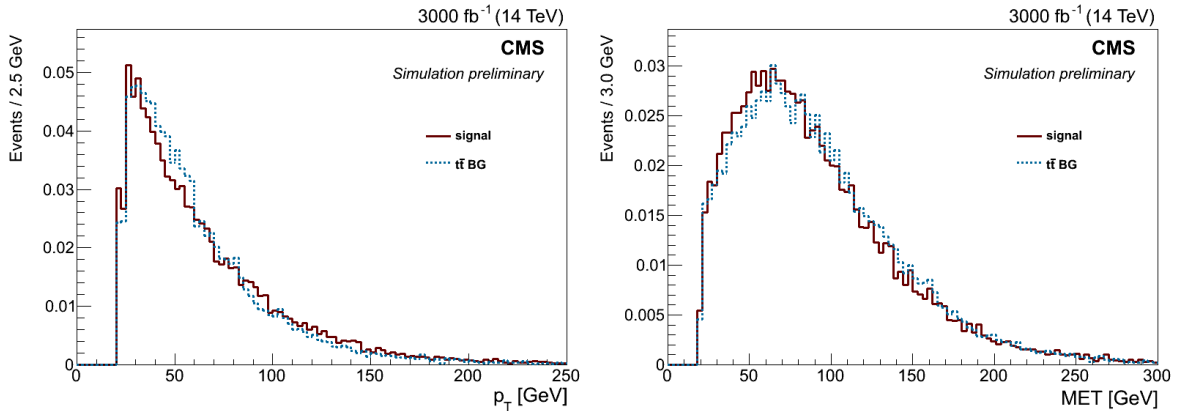 3000 fb⁻¹ (14 TeV)
Events / 2.5 GeV
CMS
Simulation preliminary
signal
tt̄ BG
0.05
0.04
0.03
0.02
0.01
0
0 50 100 150 200 250
p_T [GeV]
3000 fb⁻¹ (14 TeV)
Events / 3.0 GeV
CMS
Simulation preliminary
signal
tt̄ BG
0.03
0.025
0.02
0.015
0.01
0.005
0
0 50 100 150 200 250 300
MET [GeV]